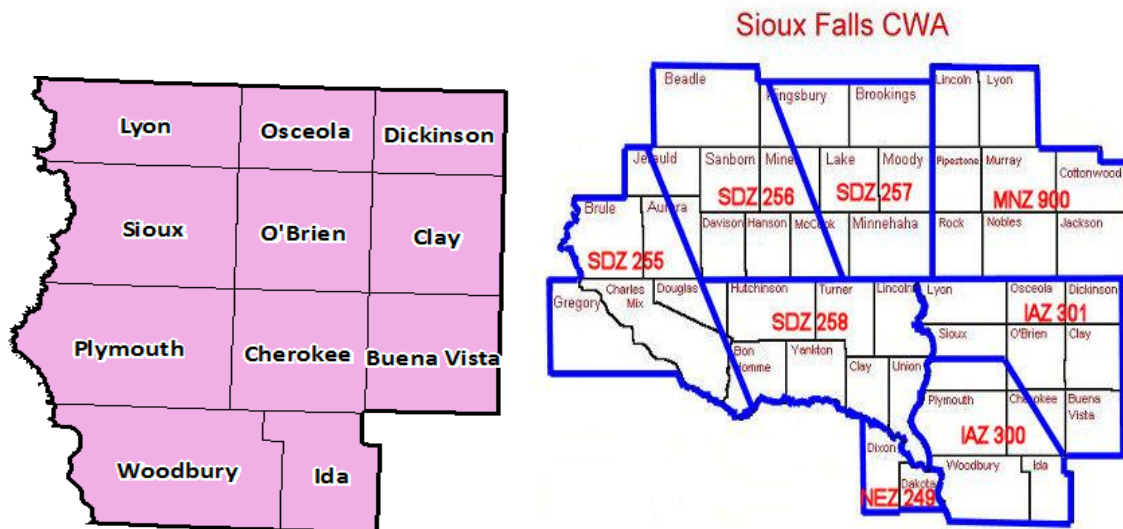 Lyon
Osceola
Dickinson
Sioux
O'Brien
Clay
Plymouth
Cherokee
Buena Vista
Woodbury
Ida
Sioux Falls CWA
Beadle
Kingsbury
Brookings
Lincoln
Lyon
Jerauld
Sanborn
Miner
Lake
Moody
Pipestone
Murray
Cottonwood
SDZ 256
SDZ 257
MNZ 900
Brule
Aurora
Davison
Hanson
McCook
Minnehaha
Rock
Nobles
Jackson
SDZ 255
Gregory
Charles
Mix
Douglas
Hutchinson
Turner
Lincoln
Lyon
Osceola
Dickinson
IAZ 301
SDZ 258
Sioux
O'Brien
Clay
Bon
Homme
Yankton
Clay
Union
Plymouth
Cherokee
Buena
Vista
IAZ 300
Dixon
Woodbury
Ida
Dakota
NEZ 249